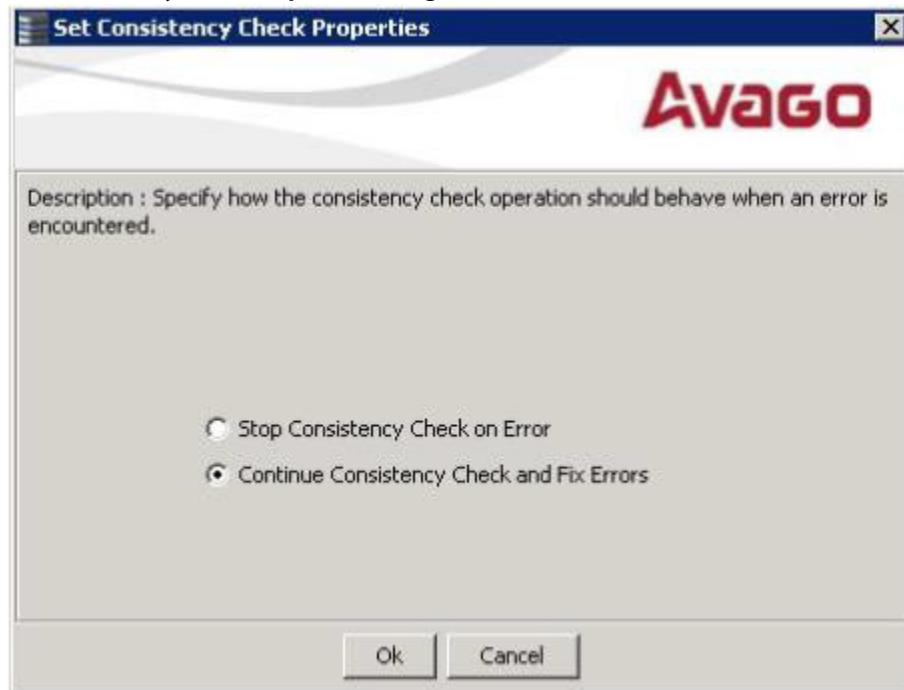 Set Consistency Check Properties
Avago
Description : Specify how the consistency check operation should behave when an error is
encountered.
Stop Consistency Check on Error
Continue Consistency Check and Fix Errors
Ok Cancel